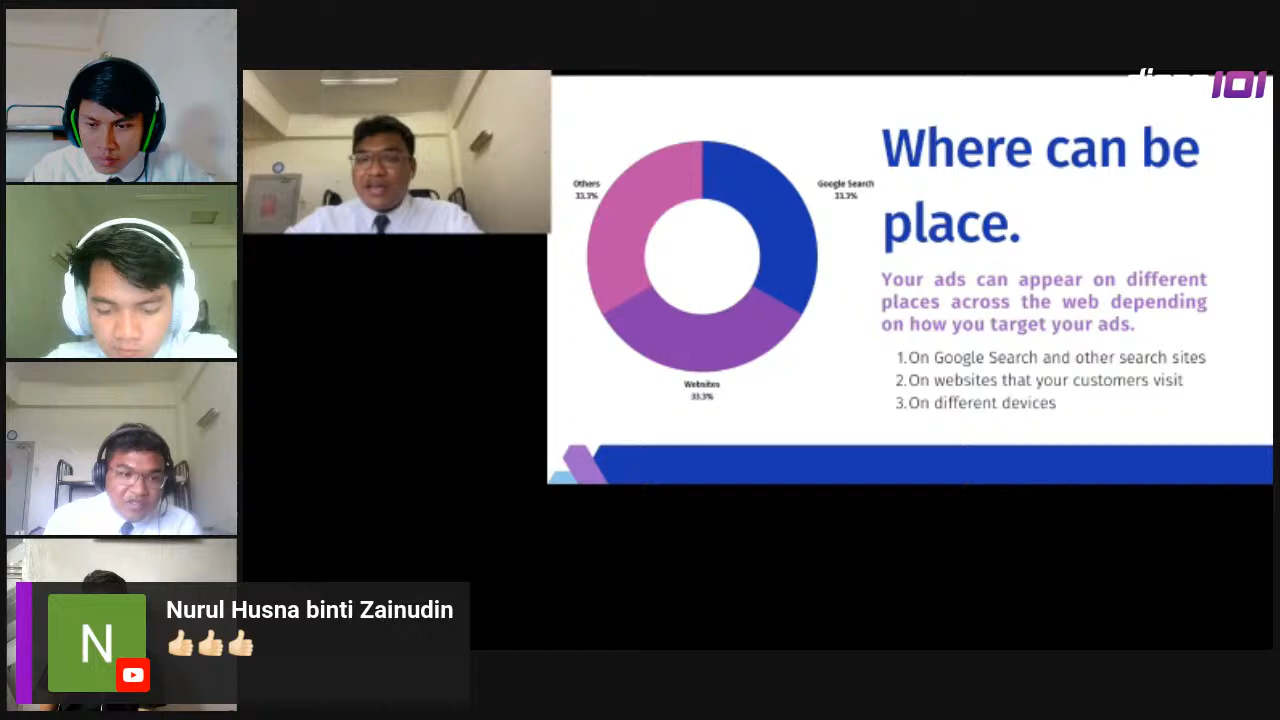 101
Where can be
place.
Others
33.3%
Google Search
33.3%
Your ads can appear on different
places across the web depending
on how you target your ads.
1.On Google Search and other search sites
2.On websites that your customers visit
3.On different devices
Websites
33.3%
Nurul Husna binti Zainudin
N